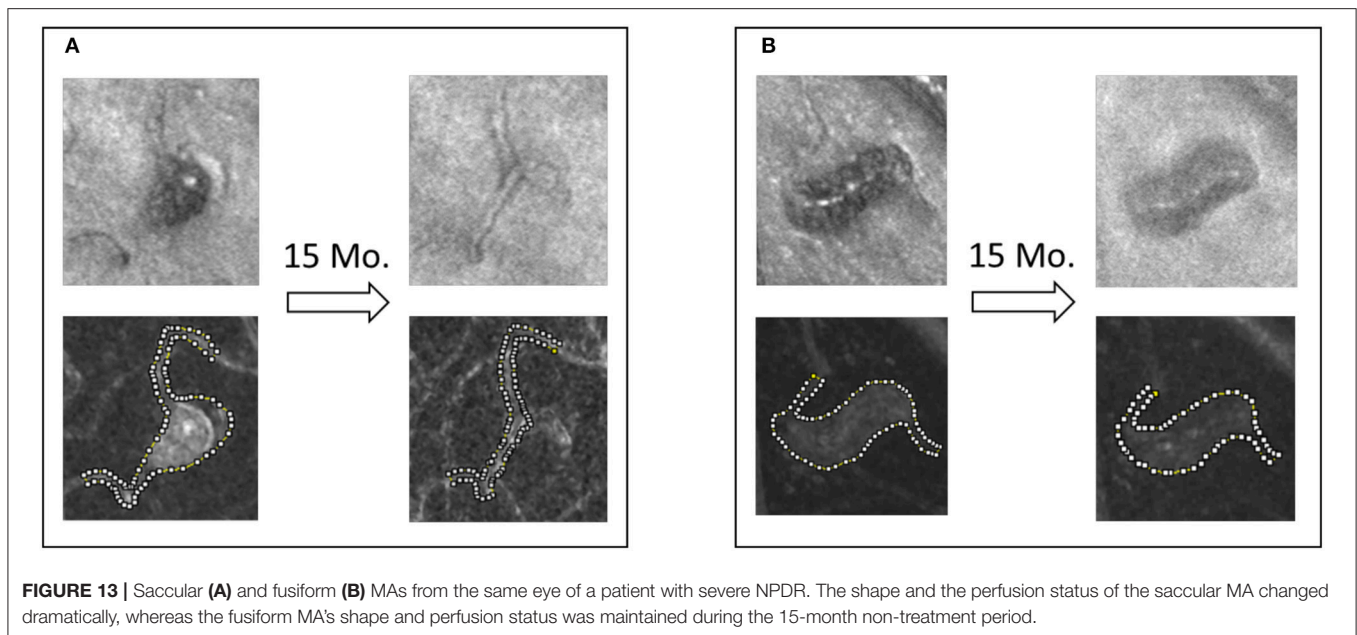 A
B
15 Mo.
15 Mo.
FIGURE 13 | Saccular (A) and fusiform (B) MAs from the same eye of a patient with severe NPDR. The shape and the perfusion status of the saccular MA changed
dramatically, whereas the fusiform MA's shape and perfusion status was maintained during the 15-month non-treatment period.